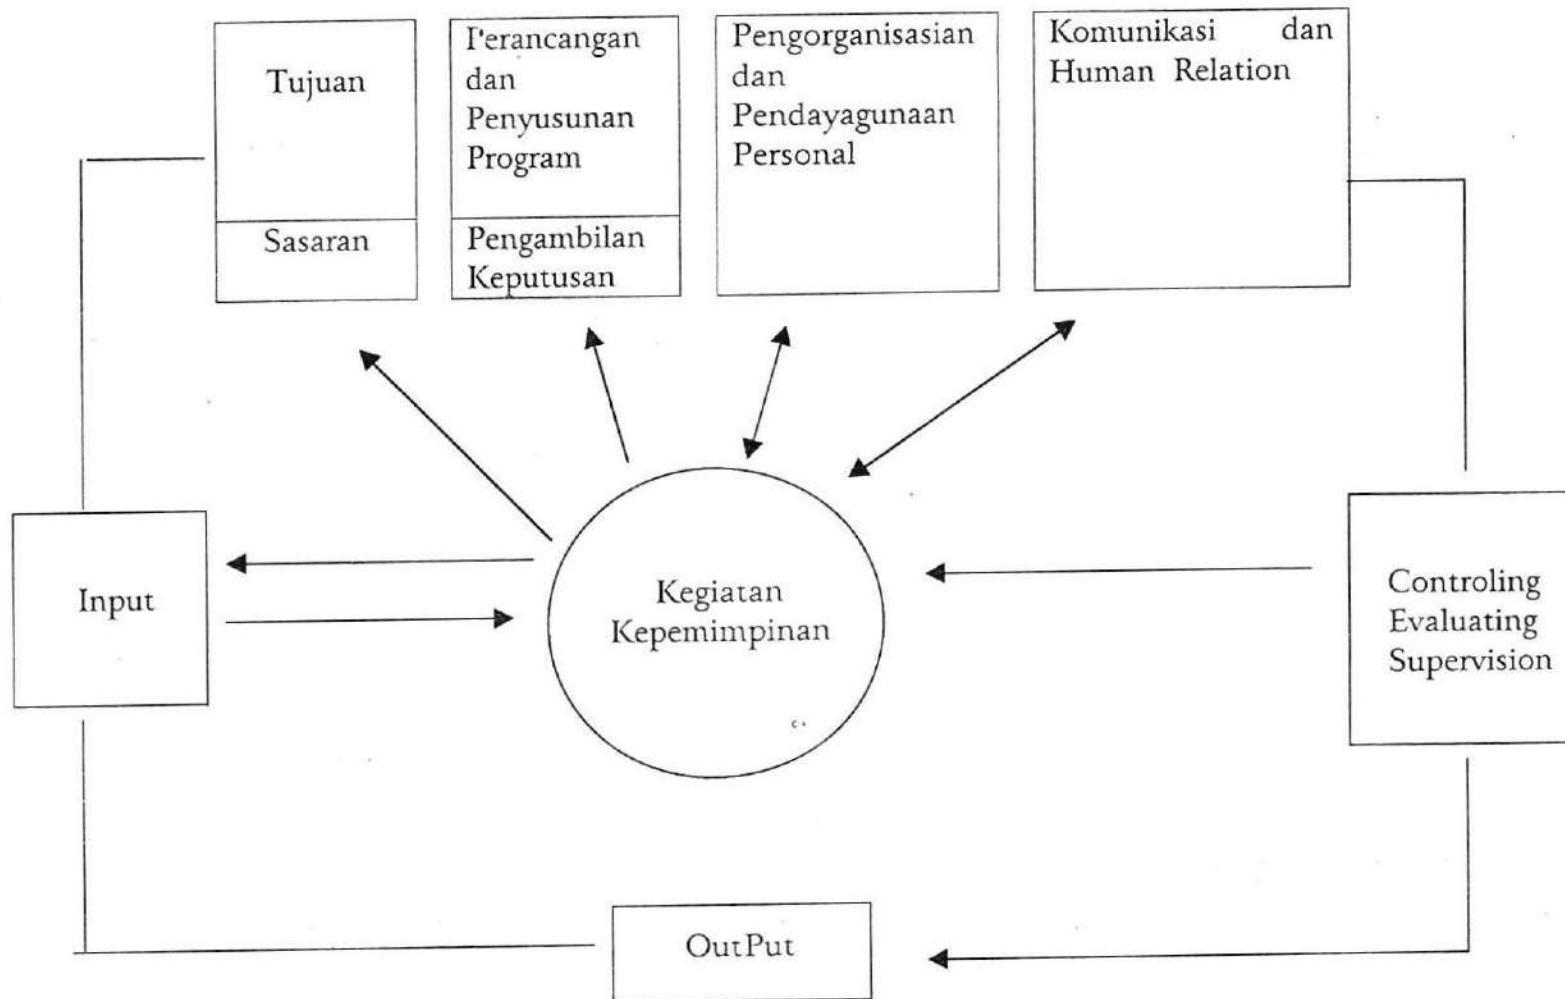 Tujuan
Sasaran
Perancangan
dan
Penyusunan
Program
Pengambilan
Keputusan
Pengorganisasian
dan
Pendayagunaan
Personal
Komunikasi dan
Human Relation
Input
Kegiatan
Kepemimpinan
Controling
Evaluating
Supervision
OutPut